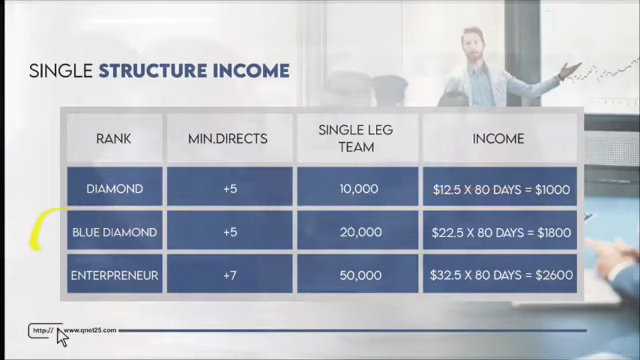 SINGLE STRUCTURE INCOME
RANK MIN.DIRECTS SINGLE LEG TEAM INCOME
DIAMOND +5 10,000 $12.5 X 80 DAYS = $1000
BLUE DIAMOND +5 20,000 $22.5 X 80 DAYS = $1800
ENTERPRENEUR +7 50,000 $32.5 X 80 DAYS = $2600
http:// www.qnet25.com